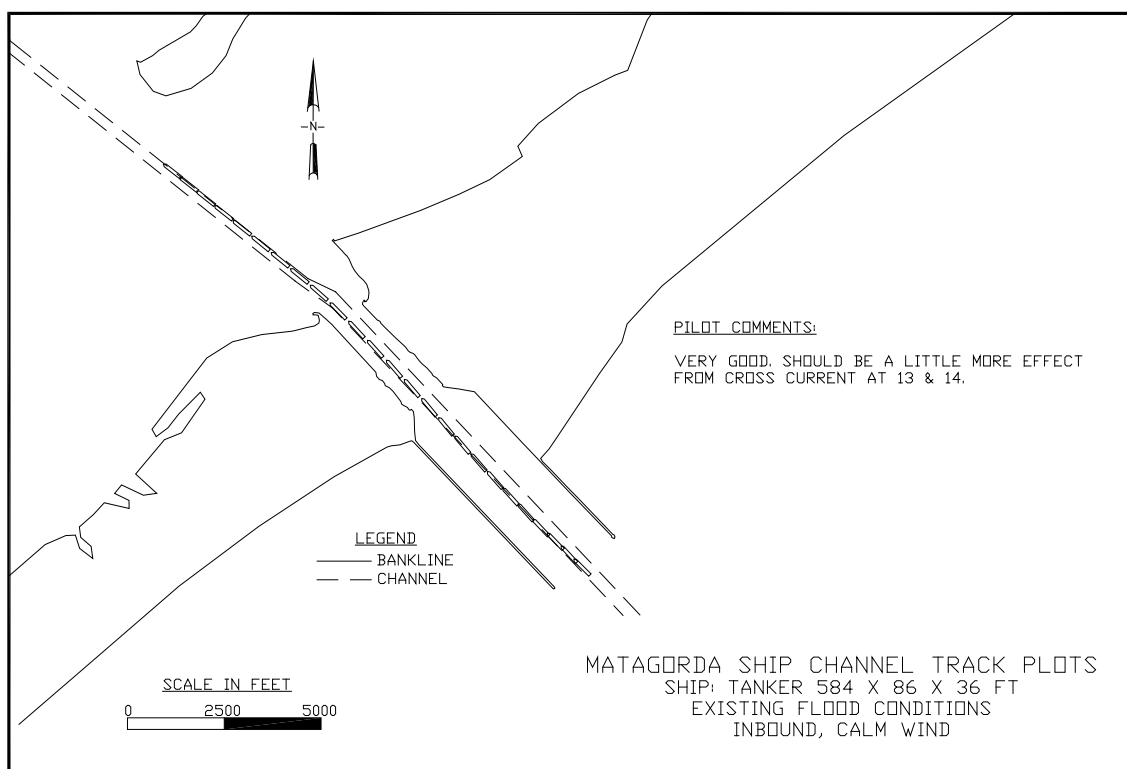 N
PILOT COMMENTS:
VERY GOOD. SHOULD BE A LITTLE MORE EFFECT
FROM CROSS CURRENT AT 13 & 14.
LEGEND
BANKLINE
CHANNEL
SCALE IN FEET
0 2500 5000
MATAGORDA SHIP CHANNEL TRACK PLOTS
SHIP: TANKER 584 X 86 X 36 FT
EXISTING FLOOD CONDITIONS
INBOUND, CALM WIND